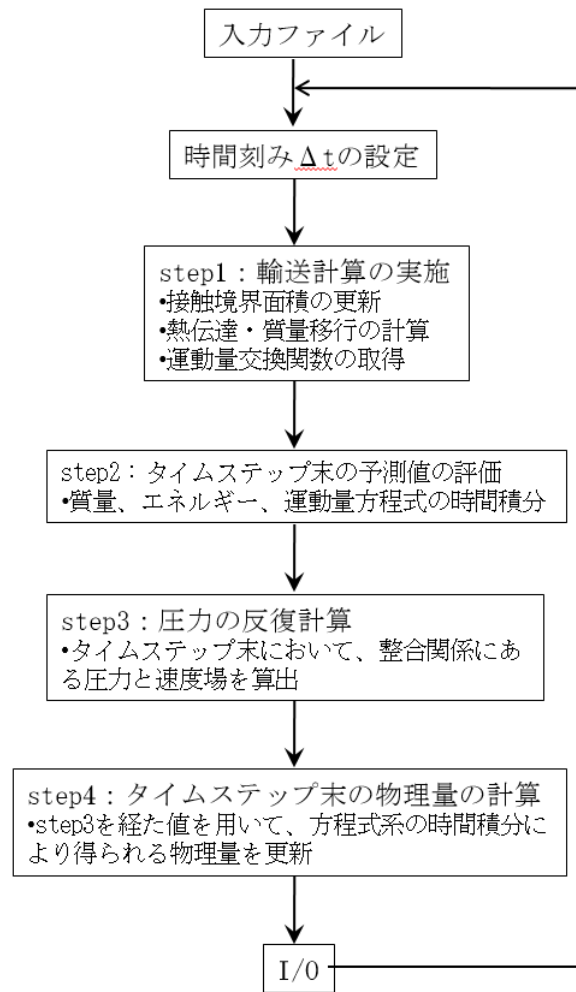 入力ファイル
時間刻みΔtの設定
step1：輸送計算の実施
•接触境界面積の更新
•熱伝達・質量移行の計算
•運動量交換関数の取得
step2：タイムステップ末の予測値の評価
•質量、エネルギー、運動量方程式の時間積分
step3：圧力の反復計算
•タイムステップ末において、整合関係にあ
る圧力と速度場を算出
step4：タイムステップ末の物理量の計算
•step3を経た値を用いて、方程式系の時間積分に
より得られる物理量を更新
I/O